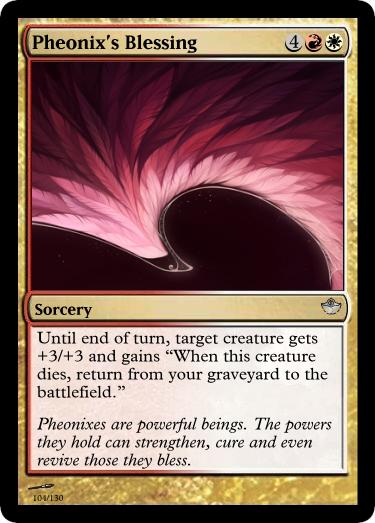 Pheonix's Blessing 4
Sorcery
Until end of turn, target creature gets
+3/+3 and gains “When this creature
dies, return from your graveyard to the
battlefield.”
Pheonixes are powerful beings. The powers
they hold can strengthen, cure and even
revive those they bless.
104/130